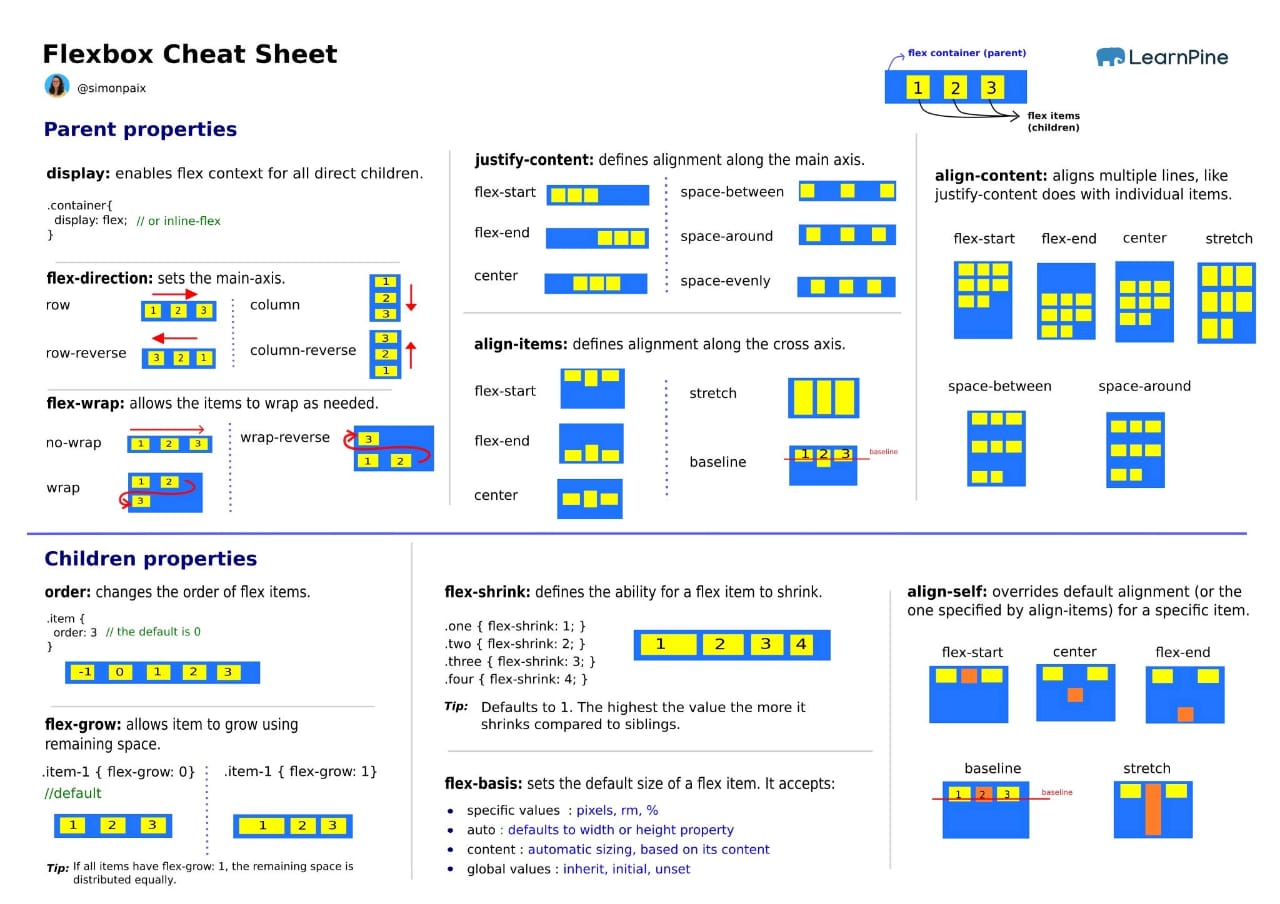 Flexbox Cheat Sheet
@simonpaix
flex container (parent)
1 2 3
flex items
(children)
LearnPine
Parent properties
display: enables flex context for all direct children.
.container{
display: flex; // or inline-flex
}
flex-direction: sets the main-axis.
row
1 2 3
row-reverse
3 2 1
column
1
2
3
column-reverse
3
2
1
flex-wrap: allows the items to wrap as needed.
no-wrap
1 2 3
wrap
1 2
3
wrap-reverse
3
1 2
justify-content: defines alignment along the main axis.
flex-start
flex-end
center
space-between
space-around
space-evenly
align-items: defines alignment along the cross axis.
flex-start
flex-end
center
stretch
baseline
1 2 3
baseline
align-content: aligns multiple lines, like
justify-content does with individual items.
flex-start flex-end center stretch
space-between space-around
Children properties
order: changes the order of flex items.
.item {
order: 3 // the default is 0
}
-1 0 1 2 3
flex-grow: allows item to grow using
remaining space.
.item-1 { flex-grow: 0}
//default
1 2 3
.item-1 { flex-grow: 1}
1 2 3
Tip: If all items have flex-grow: 1, the remaining space is
distributed equally.
flex-shrink: defines the ability for a flex item to shrink.
.one { flex-shrink: 1; }
.two { flex-shrink: 2; }
.three { flex-shrink: 3; }
.four { flex-shrink: 4; }
1 2 3 4
Tip: Defaults to 1. The highest the value the more it
shrinks compared to siblings.
flex-basis: sets the default size of a flex item. It accepts:
• specific values : pixels, rm, %
• auto : defaults to width or height property
• content : automatic sizing, based on its content
• global values : inherit, initial, unset
align-self: overrides default alignment (or the
one specified by align-items) for a specific item.
flex-start center flex-end
baseline
1 2 3
baseline
stretch